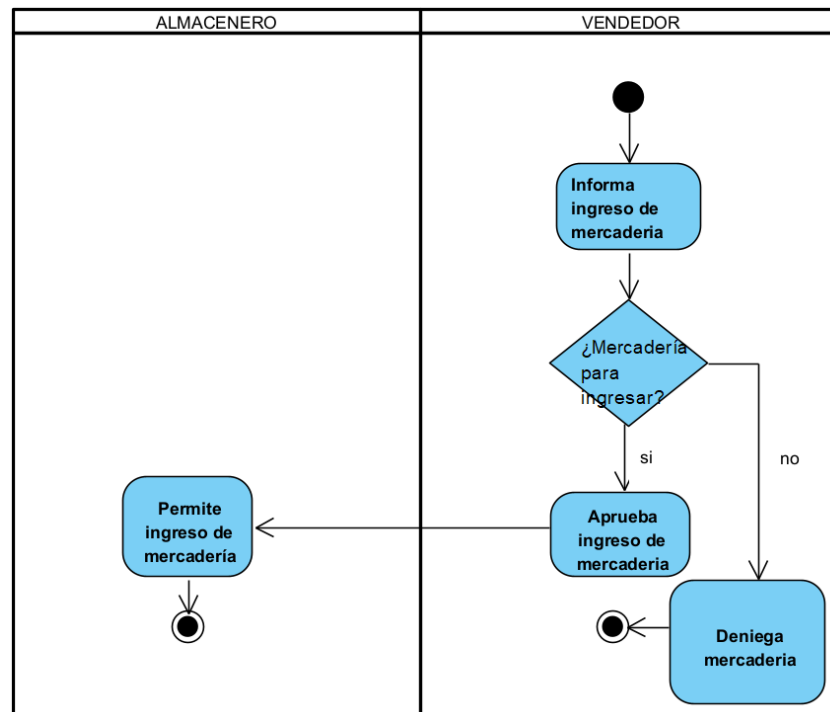 ALMACENERO
VENDEDOR
Informa
ingreso de
mercaderia
¿Mercadería
para
ingresar?
si
no
Permite
ingreso de
mercadería
Aprueba
ingreso de
mercaderia
Deniega
mercaderia